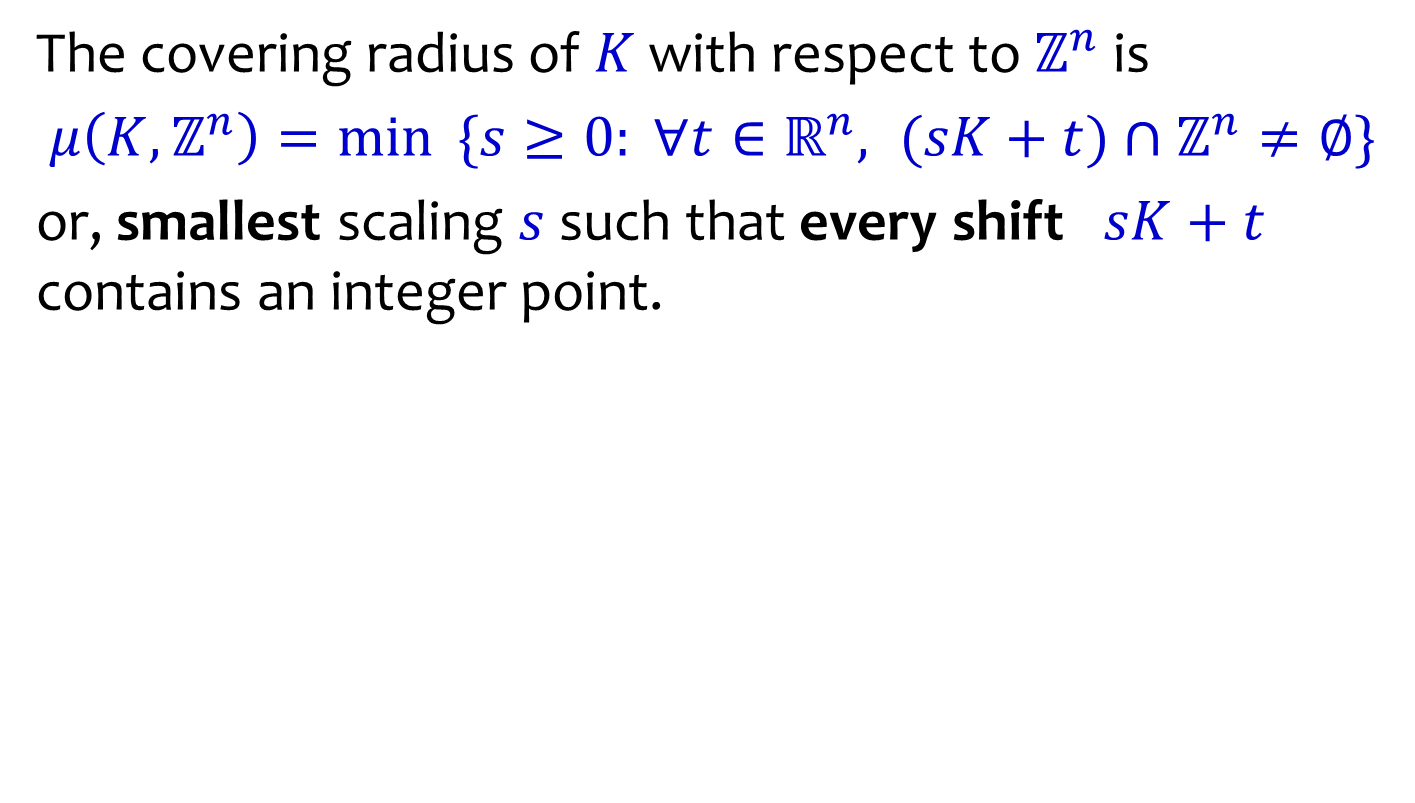 The covering radius of K with respect to ℤⁿ is
μ(K, ℤⁿ) = min {s ≥ 0: ∀t ∈ ℝⁿ, (sK + t) ∩ ℤⁿ ≠ ∅}
or, smallest scaling s such that every shift sK + t
contains an integer point.